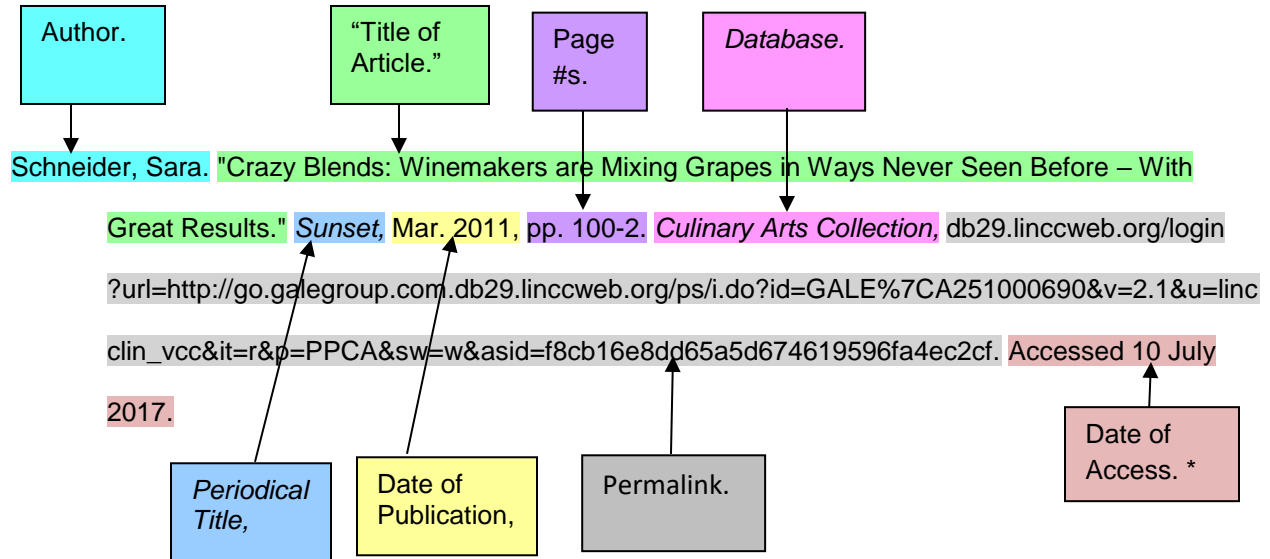 Author.
“Title of
Article.”
Page
#s.
Database.
Schneider, Sara. "Crazy Blends: Winemakers are Mixing Grapes in Ways Never Seen Before – With
Great Results." Sunset, Mar. 2011, pp. 100-2. Culinary Arts Collection, db29.linccweb.org/login
?url=http://go.galegroup.com.db29.linccweb.org/ps/i.do?id=GALE%7CA251000690&v=2.1&u=linc
clin_vcc&it=r&p=PPCA&sw=w&asid=f8cb16e8dd65a5d674619596fa4ec2cf. Accessed 10 July
2017.
Periodical
Title,
Date of
Publication,
Permalink.
Date of
Access. *